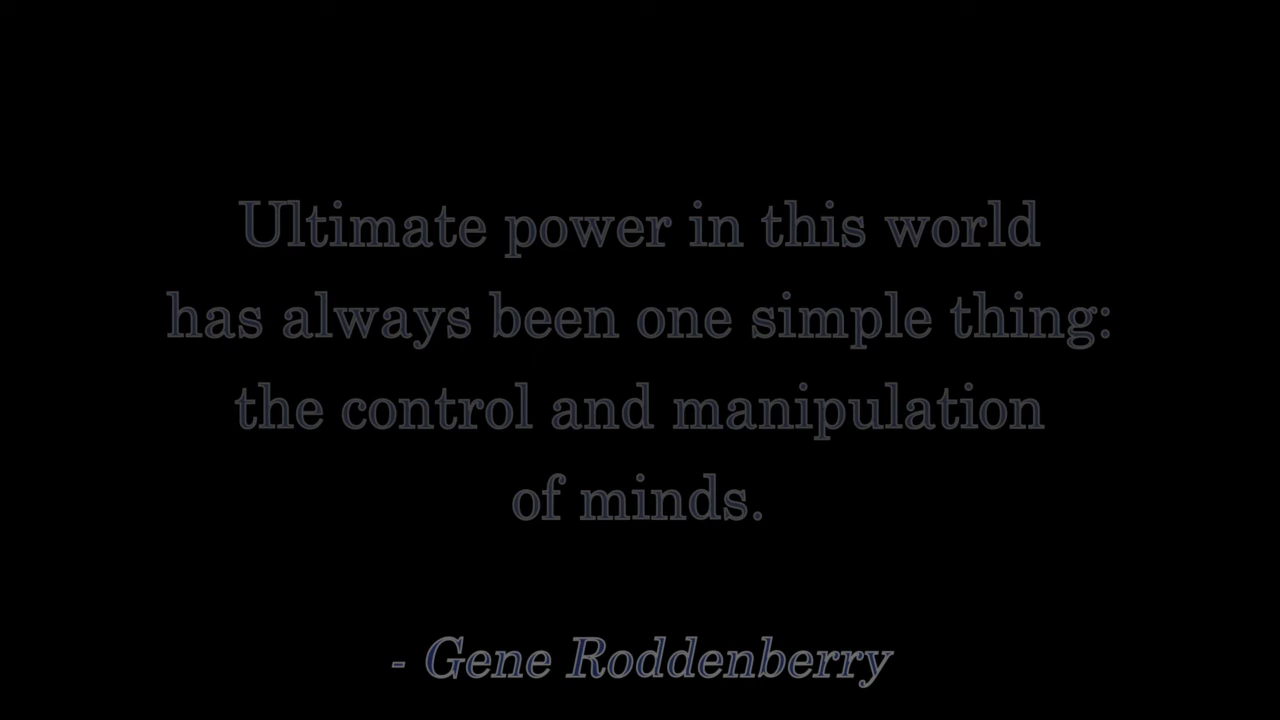 Ultimate power in this world
has always been one simple thing:
the control and manipulation
of minds.
- Gene Roddenberry